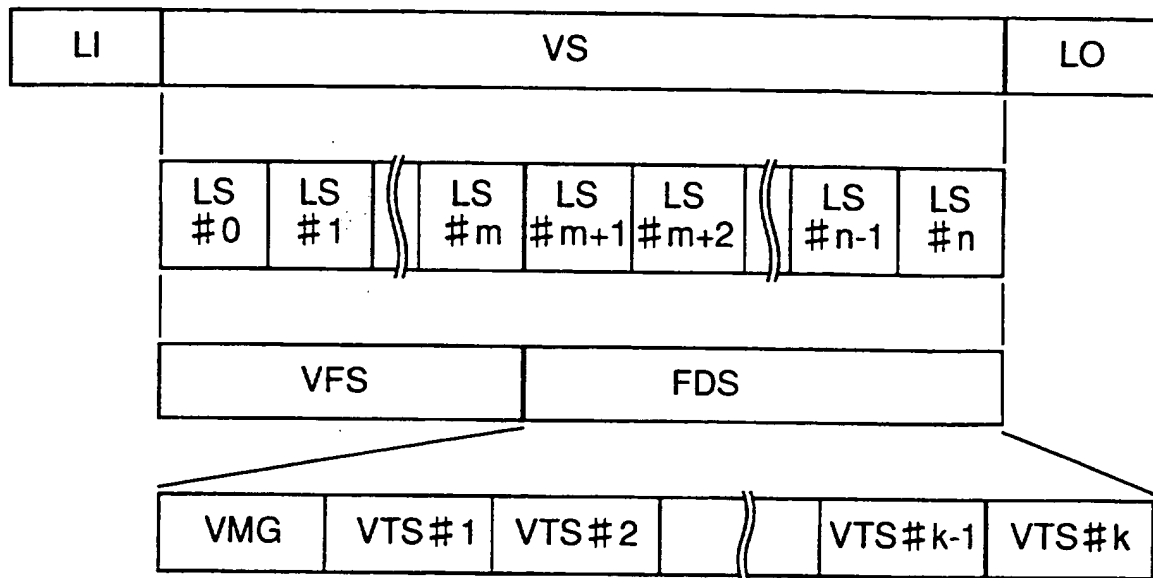 LI VS LO
LS #0 LS #1 LS #m LS #m+1 LS #m+2 LS #n-1 LS #n
VFS FDS
VMG VTS#1 VTS#2 VTS#k-1 VTS#k